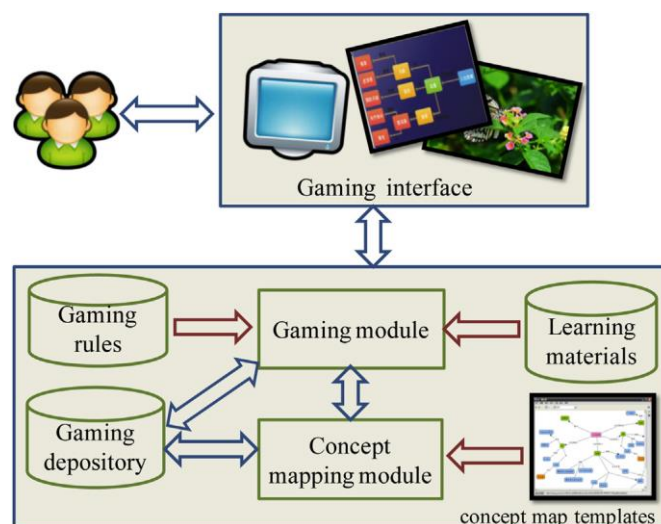 Gaming interface
Gaming
rules
Gaming module
Learning
materials
Gaming
depository
Concept
mapping module
concept map templates